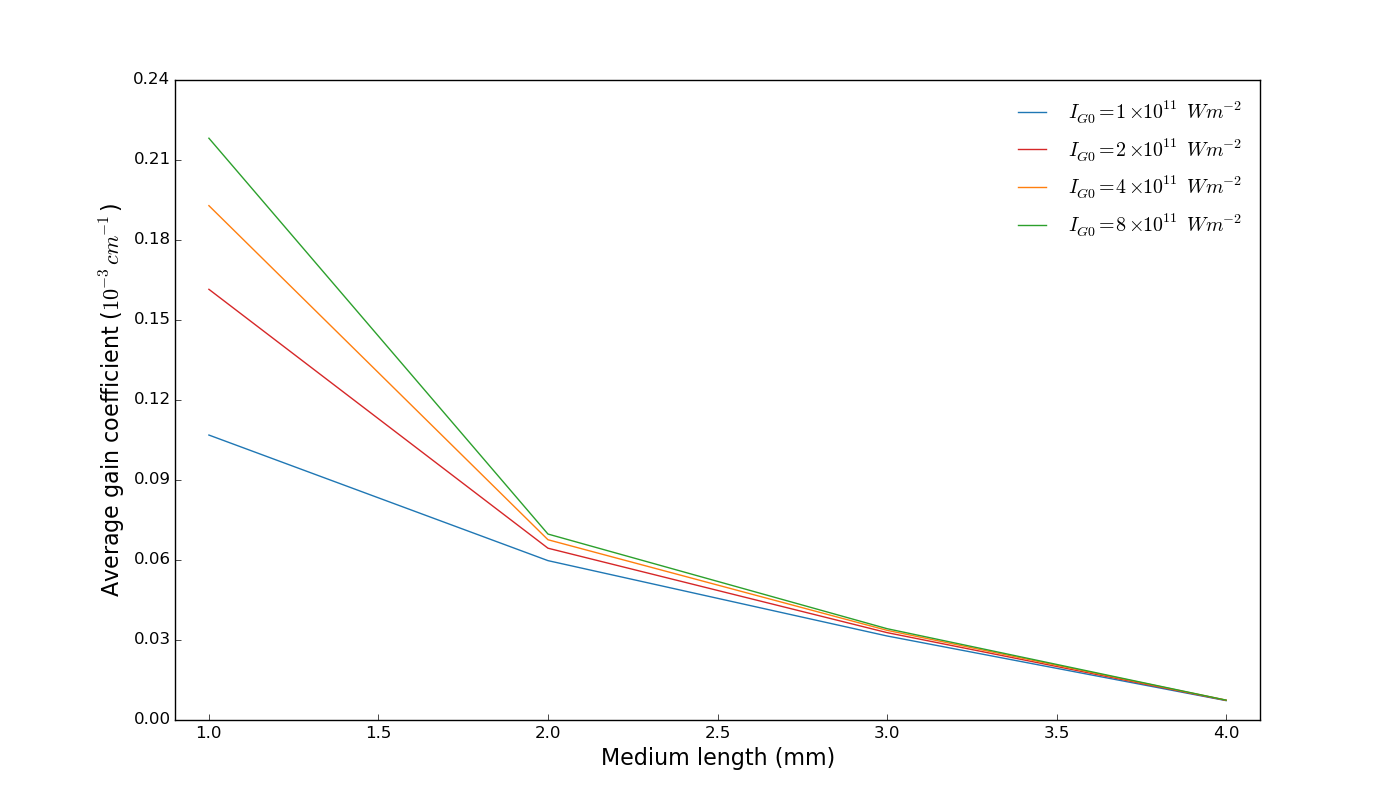 0.24
0.21
0.18
0.15
0.12
0.09
0.06
0.03
0.00
Average gain coefficient (10⁻³ cm⁻¹)
I_G0 = 1×10¹¹ Wm⁻²
I_G0 = 2×10¹¹ Wm⁻²
I_G0 = 4×10¹¹ Wm⁻²
I_G0 = 8×10¹¹ Wm⁻²
1.0 1.5 2.0 2.5 3.0 3.5 4.0
Medium length (mm)